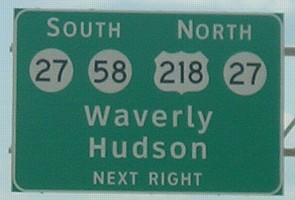 SOUTH NORTH
27 58 218 27
Waverly
Hudson
NEXT RIGHT